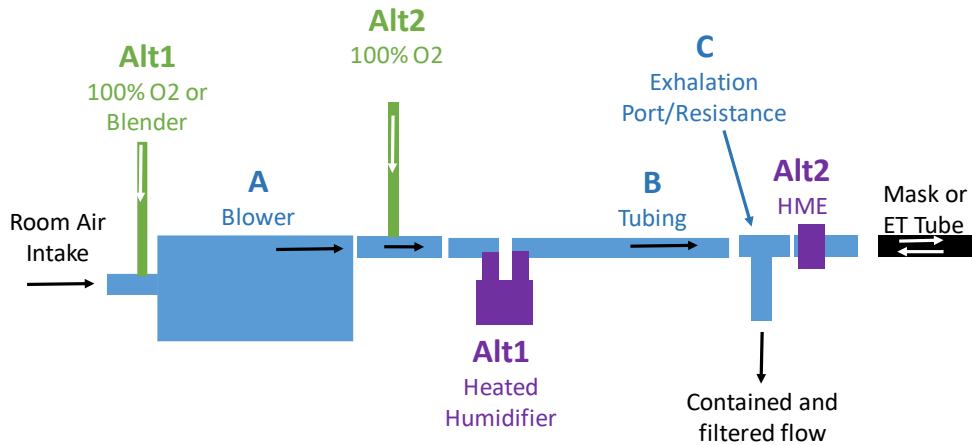 Alt1
100% O2 or
Blender
Alt2
100% O2
C
Exhalation
Port/Resistance
A
Blower
B
Tubing
Alt2
HME
Room Air
Intake
Mask or
ET Tube
Alt1
Heated
Humidifier
Contained and
filtered flow